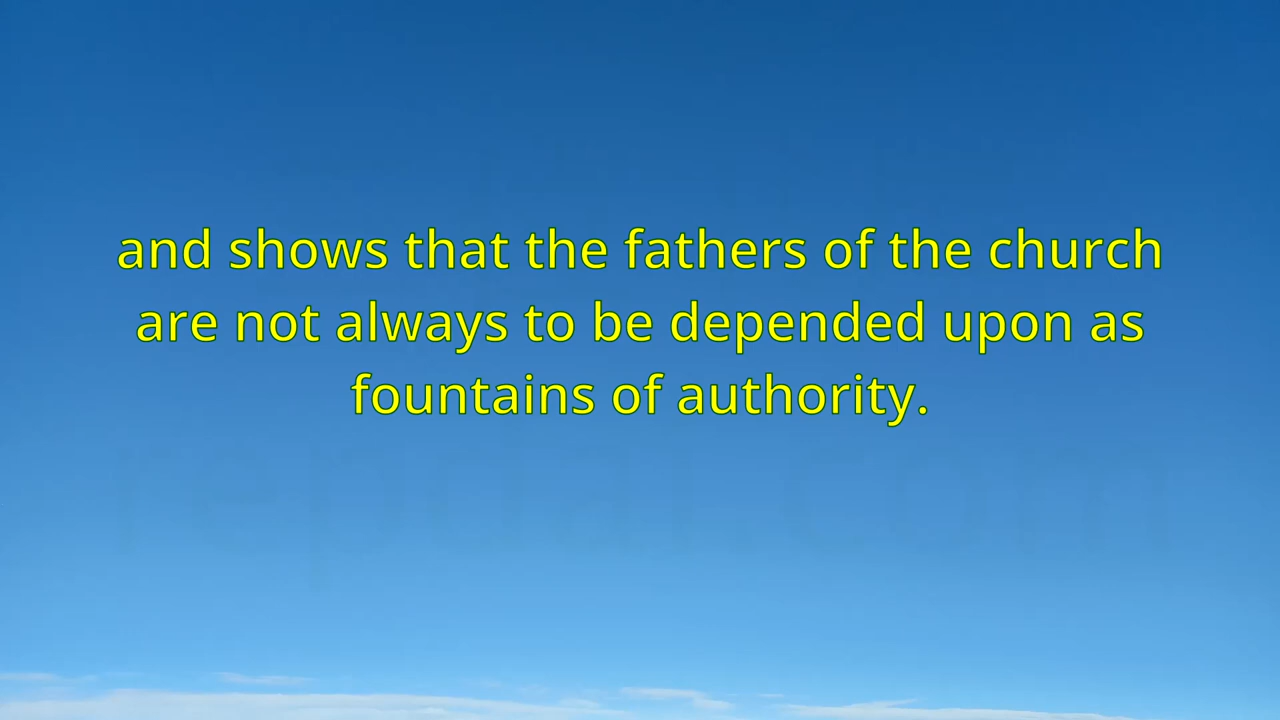 and shows that the fathers of the church
are not always to be depended upon as
fountains of authority.